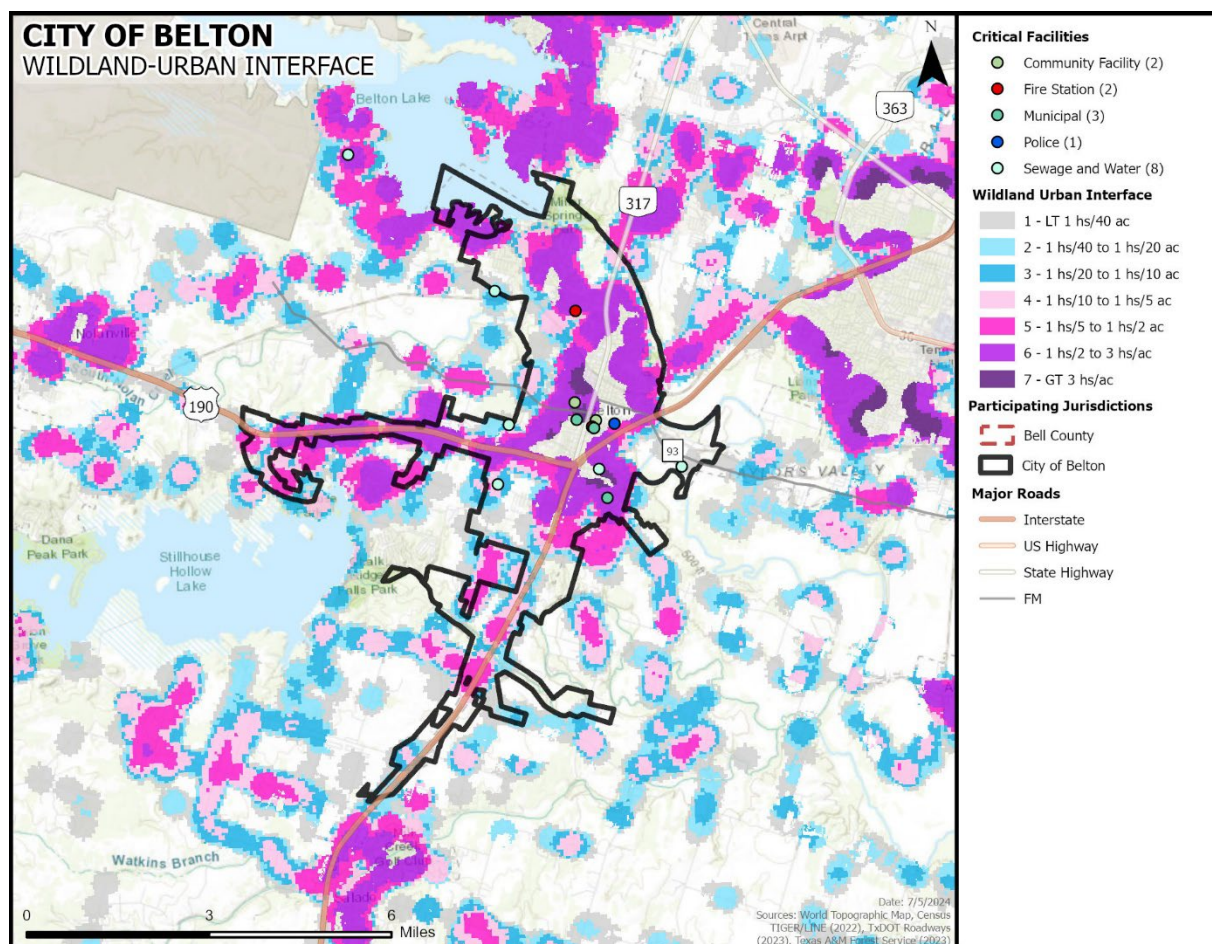 CITY OF BELTON
WILDLAND-URBAN INTERFACE
Belton Lake
Central
N
363
317
190
93
Dana
Peak Park
Stillhouse
Hollow
Lake
Falls Park
VALLEY
500 ft
Watkins Branch
0 3 6
Miles
Date: 7/5/2024
Sources: World Topographic Map, Census
TIGER/LINE (2022), TxDOT Roadways
(2023), Texas A&M Forest Service (2023)
Critical Facilities
Community Facility (2)
Fire Station (2)
Municipal (3)
Police (1)
Sewage and Water (8)
Wildland Urban Interface
1 - LT 1 hs/40 ac
2 - 1 hs/40 to 1 hs/20 ac
3 - 1 hs/20 to 1 hs/10 ac
4 - 1 hs/10 to 1 hs/5 ac
5 - 1 hs/5 to 1 hs/2 ac
6 - 1 hs/2 to 3 hs/ac
7 - GT 3 hs/ac
Participating Jurisdictions
Bell County
City of Belton
Major Roads
Interstate
US Highway
State Highway
FM